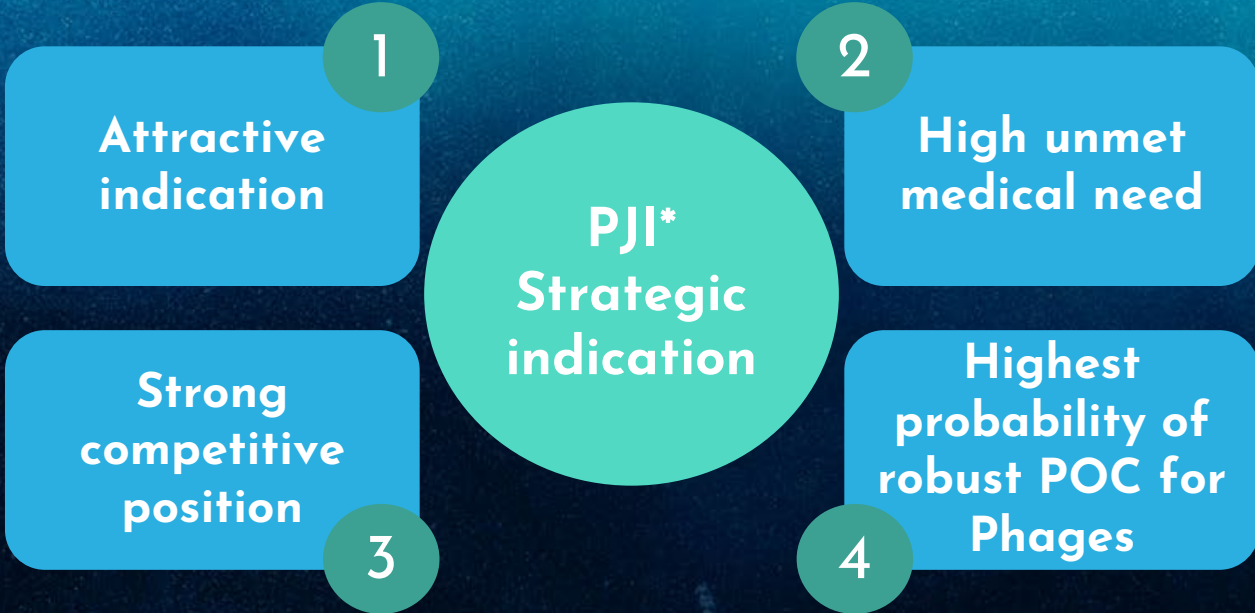 1
Attractive
indication
2
High unmet
medical need
PJI*
Strategic
indication
Strong
competitive
position
3
Highest
probability of
robust POC for
Phages
4